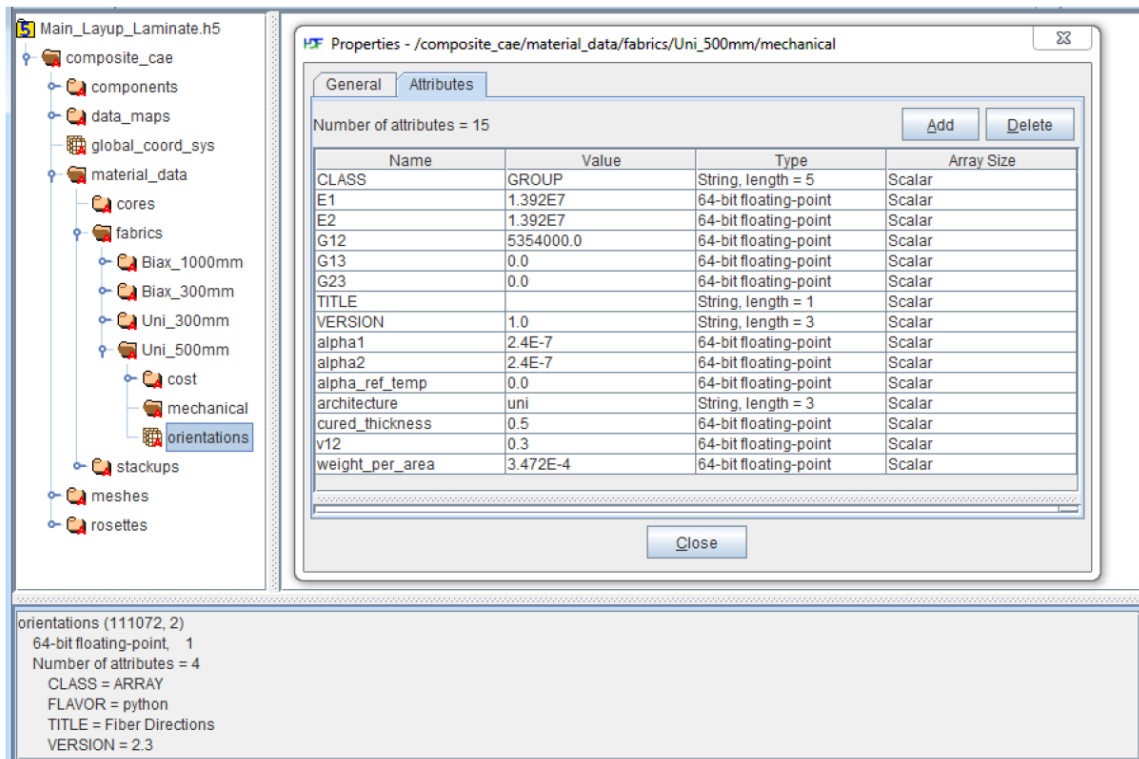 Main_Layup_Laminate.h5
composite_cae
components
data_maps
global_coord_sys
material_data
cores
fabrics
Biax_1000mm
Biax_300mm
Uni_300mm
Uni_500mm
cost
mechanical
orientations
stackups
meshes
rosettes
HDF Properties - /composite_cae/material_data/fabrics/Uni_500mm/mechanical
General Attributes
Number of attributes = 15 Add Delete
Name Value Type Array Size
CLASS GROUP String, length = 5 Scalar
E1 1.392E7 64-bit floating-point Scalar
E2 1.392E7 64-bit floating-point Scalar
G12 5354000.0 64-bit floating-point Scalar
G13 0.0 64-bit floating-point Scalar
G23 0.0 64-bit floating-point Scalar
TITLE String, length = 1 Scalar
VERSION 1.0 String, length = 3 Scalar
alpha1 2.4E-7 64-bit floating-point Scalar
alpha2 2.4E-7 64-bit floating-point Scalar
alpha_ref_temp 0.0 64-bit floating-point Scalar
architecture uni String, length = 3 Scalar
cured_thickness 0.5 64-bit floating-point Scalar
v12 0.3 64-bit floating-point Scalar
weight_per_area 3.472E-4 64-bit floating-point Scalar
Close
orientations (111072, 2)
64-bit floating-point, 1
Number of attributes = 4
CLASS = ARRAY
FLAVOR = python
TITLE = Fiber Directions
VERSION = 2.3